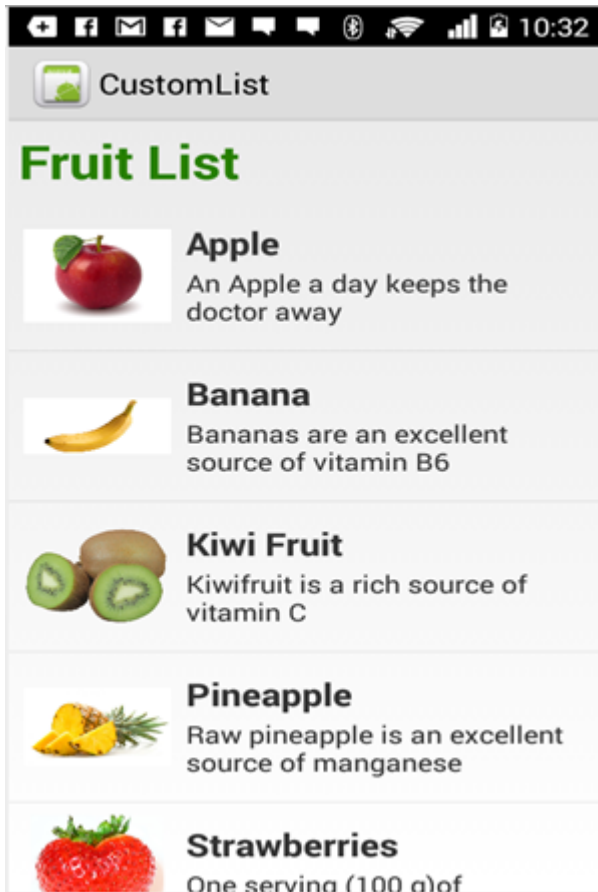 10:32
CustomList
Fruit List
Apple
An Apple a day keeps the
doctor away
Banana
Bananas are an excellent
source of vitamin B6
Kiwi Fruit
Kiwifruit is a rich source of
vitamin C
Pineapple
Raw pineapple is an excellent
source of manganese
Strawberries
One serving (100 g)of